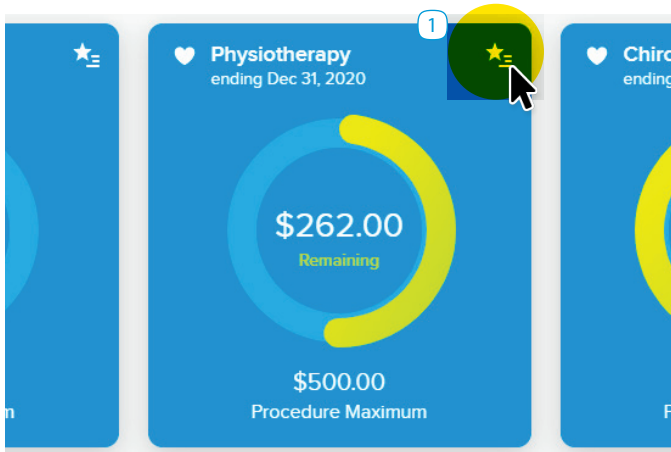 1
Physiotherapy
ending Dec 31, 2020
$262.00
Remaining
$500.00
Procedure Maximum